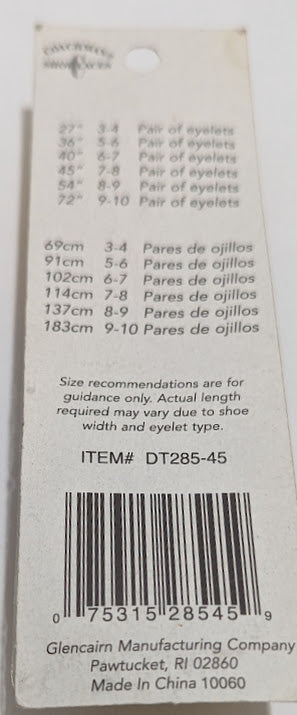 COACHMANS
SHOELACES
27" 3-4 Pair of eyelets
36" 5-6 Pair of eyelets
40" 6-7 Pair of eyelets
45" 7-8 Pair of eyelets
54" 8-9 Pair of eyelets
72" 9-10 Pair of eyelets
69cm 3-4 Pares de ojillos
91cm 5-6 Pares de ojillos
102cm 6-7 Pares de ojillos
114cm 7-8 Pares de ojillos
137cm 8-9 Pares de ojillos
183cm 9-10 Pares de ojillos
Size recommendations are for
guidance only. Actual length
required may vary due to shoe
width and eyelet type.
ITEM# DT285-45
0 75315 28545 9
Glencairn Manufacturing Company
Pawtucket, RI 02860
Made In China 10060